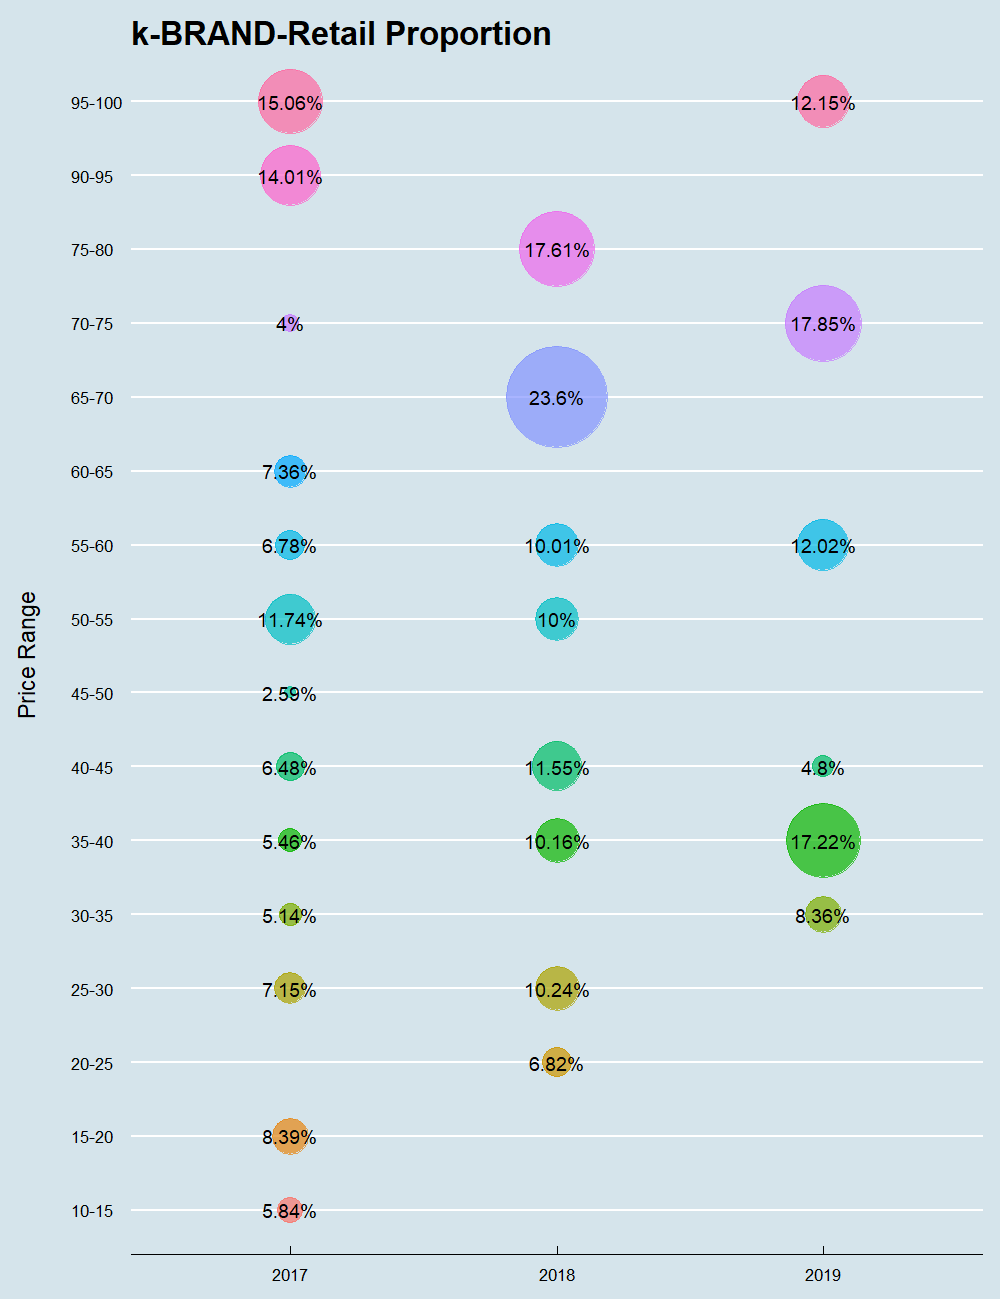 k-BRAND-Retail Proportion
95-100 15.06% 12.15%
90-95 14.01%
75-80 17.61%
70-75 4% 17.85%
65-70 23.6%
60-65 7.36%
55-60 6.78% 10.01% 12.02%
50-55 11.74% 10%
45-50 2.59%
40-45 6.48% 11.55% 4.8%
35-40 5.46% 10.16% 17.22%
30-35 5.14% 8.36%
25-30 7.15% 10.24%
20-25 6.82%
15-20 8.39%
10-15 5.84%
Price Range
2017 2018 2019